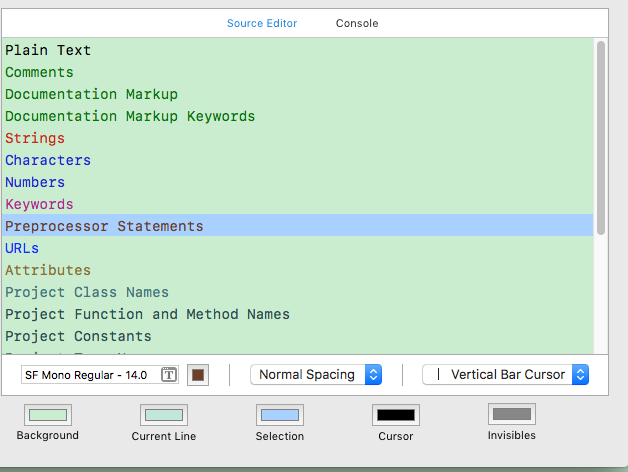 Source Editor Console
Plain Text
Comments
Documentation Markup
Documentation Markup Keywords
Strings
Characters
Numbers
Keywords
Preprocessor Statements
URLs
Attributes
Project Class Names
Project Function and Method Names
Project Constants
SF Mono Regular - 14.0 T Normal Spacing Vertical Bar Cursor
Background Current Line Selection Cursor Invisibles